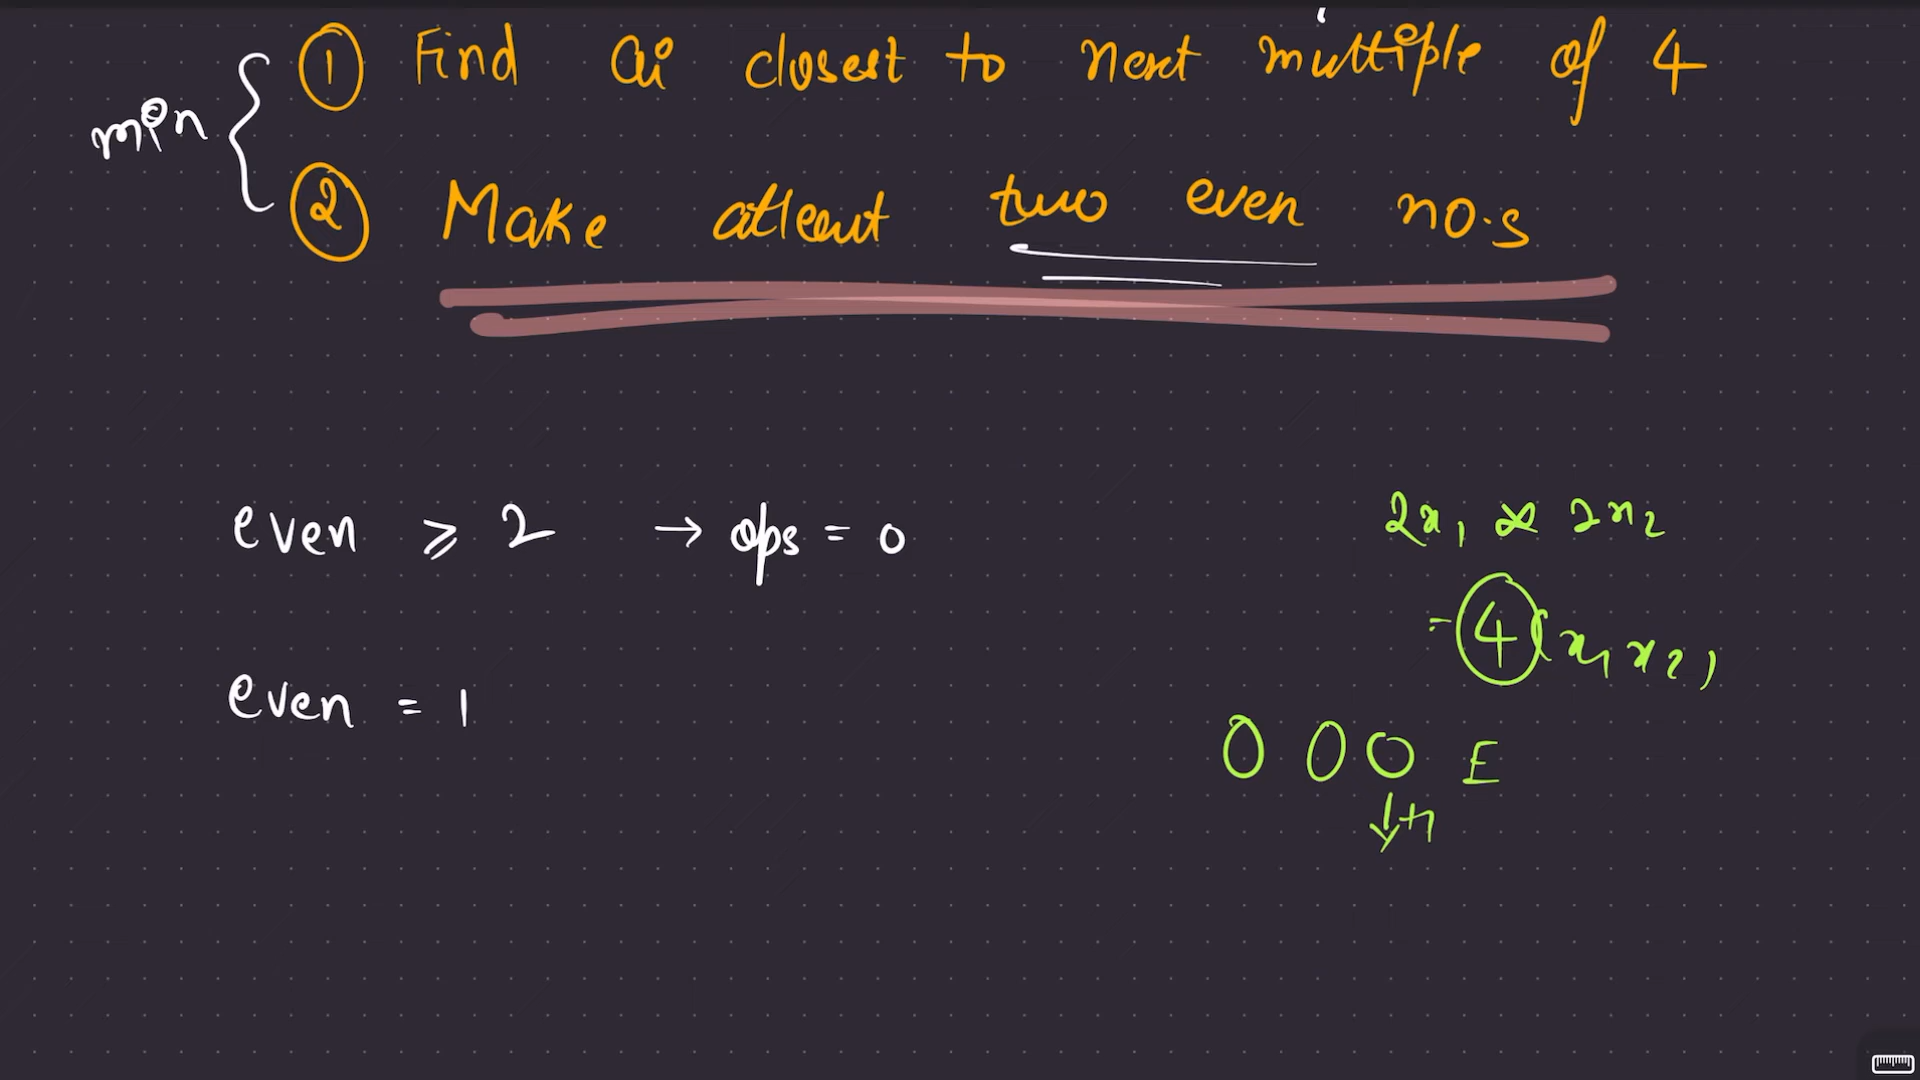 ① Find ai closest to next multiple of 4
min {
② Make atleast two even no.s
even ≥ 2 → ops = 0
2x₁ * 2x₂
= 4(x₁x₂)
even = 1
O O O E
↓+1